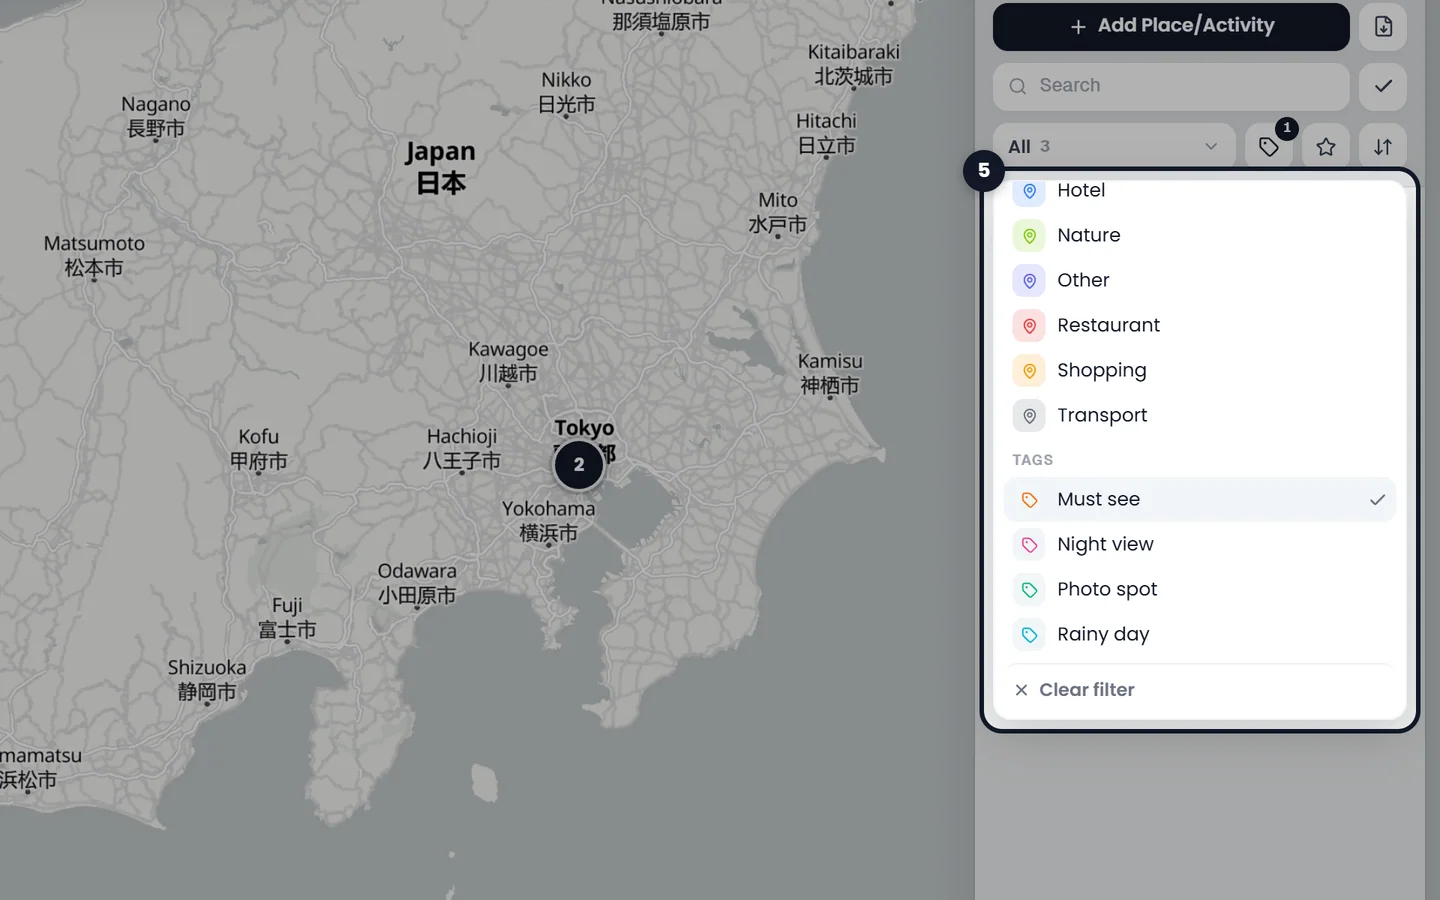 Nasushiobara
那須塩原市
Kitaibaraki
北茨城市
Nikko
日光市
Nagano
長野市
Hitachi
日立市
Japan
日本
Mito
水戸市
Matsumoto
松本市
Kawagoe
川越市
Kamisu
神栖市
Tokyo
都
2
Kofu
甲府市
Hachioji
八王子市
Yokohama
横浜市
Odawara
小田原市
Fuji
富士市
Shizuoka
静岡市
mamatsu
浜松市
+ Add Place/Activity
Search
All 3
1
5
Hotel
Nature
Other
Restaurant
Shopping
Transport
TAGS
Must see
Night view
Photo spot
Rainy day
Clear filter